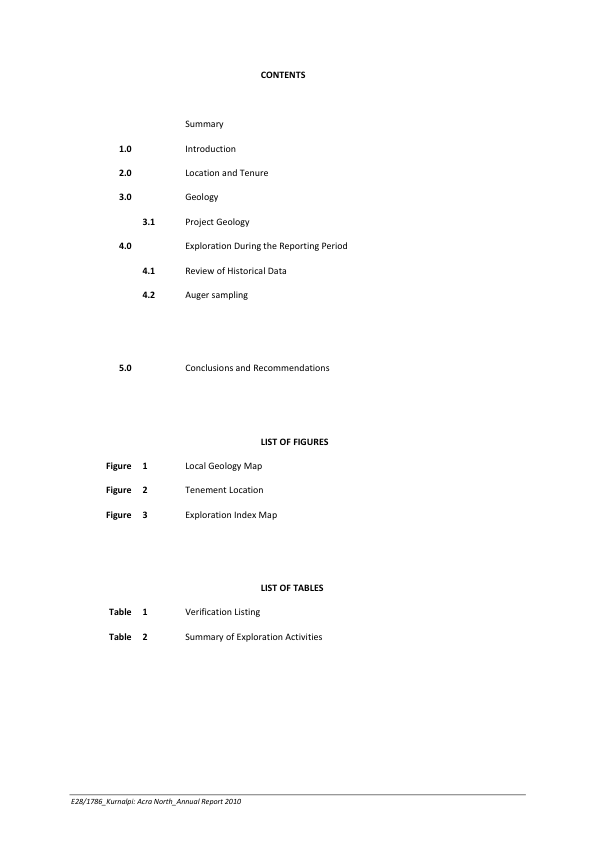 CONTENTS
Summary
1.0 Introduction
2.0 Location and Tenure
3.0 Geology
3.1 Project Geology
4.0 Exploration During the Reporting Period
4.1 Review of Historical Data
4.2 Auger sampling
5.0 Conclusions and Recommendations
LIST OF FIGURES
Figure 1 Local Geology Map
Figure 2 Tenement Location
Figure 3 Exploration Index Map
LIST OF TABLES
Table 1 Verification Listing
Table 2 Summary of Exploration Activities
E28/1786_Kurnalpi: Acra North_Annual Report 2010